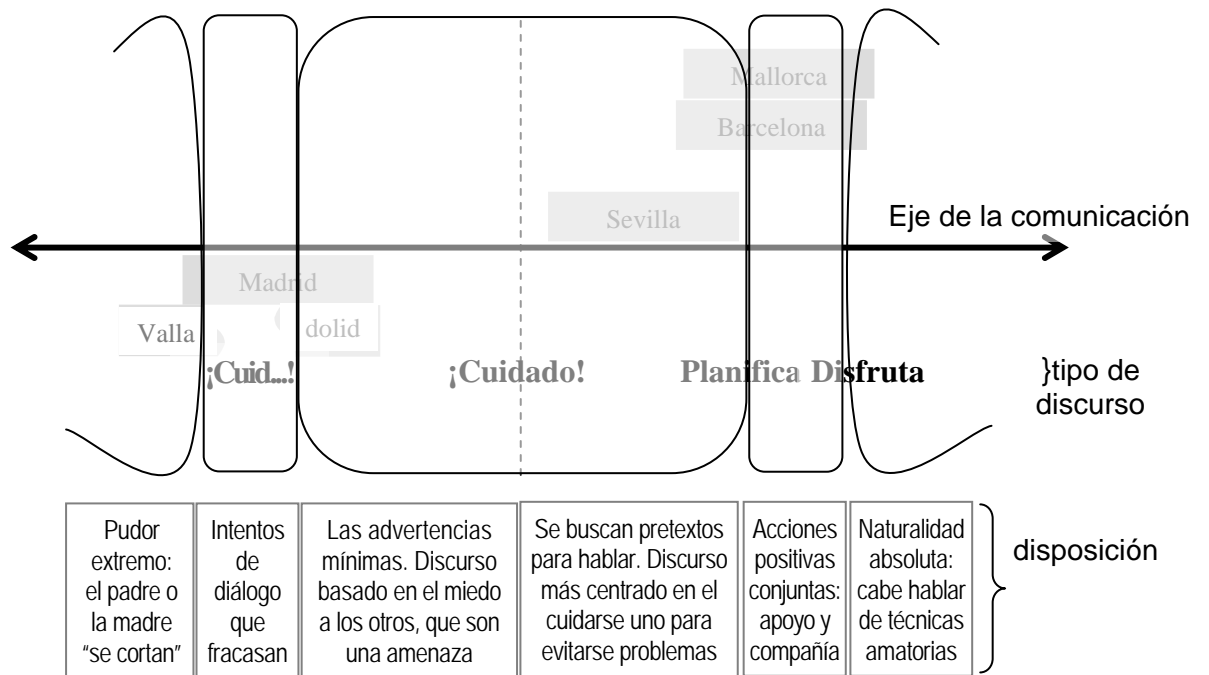 Mallorca
Barcelona
Sevilla
Eje de la comunicación
Madrid
Valla
dolid
¡Cuid...!
¡Cuidado!
Planifica
Disfruta
}tipo de
discurso
Pudor
extremo:
el padre o
la madre
“se cortan”
Intentos
de
diálogo
que
fracasan
Las advertencias
mínimas. Discurso
basado en el miedo
a los otros, que son
una amenaza
Se buscan pretextos
para hablar. Discurso
más centrado en el
cuidarse uno para
evitarse problemas
Acciones
positivas
conjuntas:
apoyo y
compañía
Naturalidad
absoluta:
cabe hablar
de técnicas
amatorias
disposición